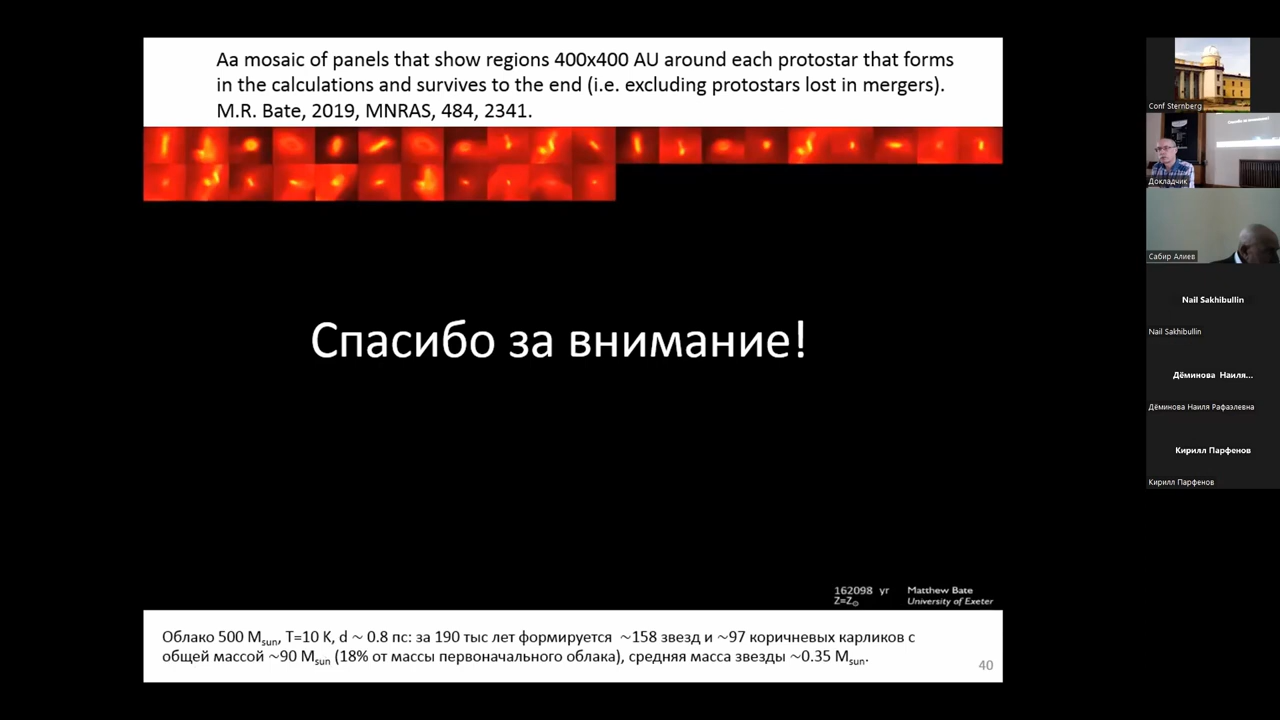 Aa mosaic of panels that show regions 400x400 AU around each protostar that forms
in the calculations and survives to the end (i.e. excluding protostars lost in mergers).
M.R. Bate, 2019, MNRAS, 484, 2341.
Спасибо за внимание!
162098 yr Matthew Bate
Z=Z⊙ University of Exeter
Облако 500 Msun, T=10 K, d ~ 0.8 пс: за 190 тыс лет формируется ~158 звезд и ~97 коричневых карликов с
общей массой ~90 Msun (18% от массы первоначального облака), средняя масса звезды ~0.35 Msun.
40
Conf Sternberg
Спасибо за внимание!
Докладчик
Сабир Алиев
Nail Sakhibullin
Nail Sakhibullin
Дёминова Наиля...
Дёминова Наиля Рафаэлевна
Кирилл Парфенов
Кирилл Парфенов